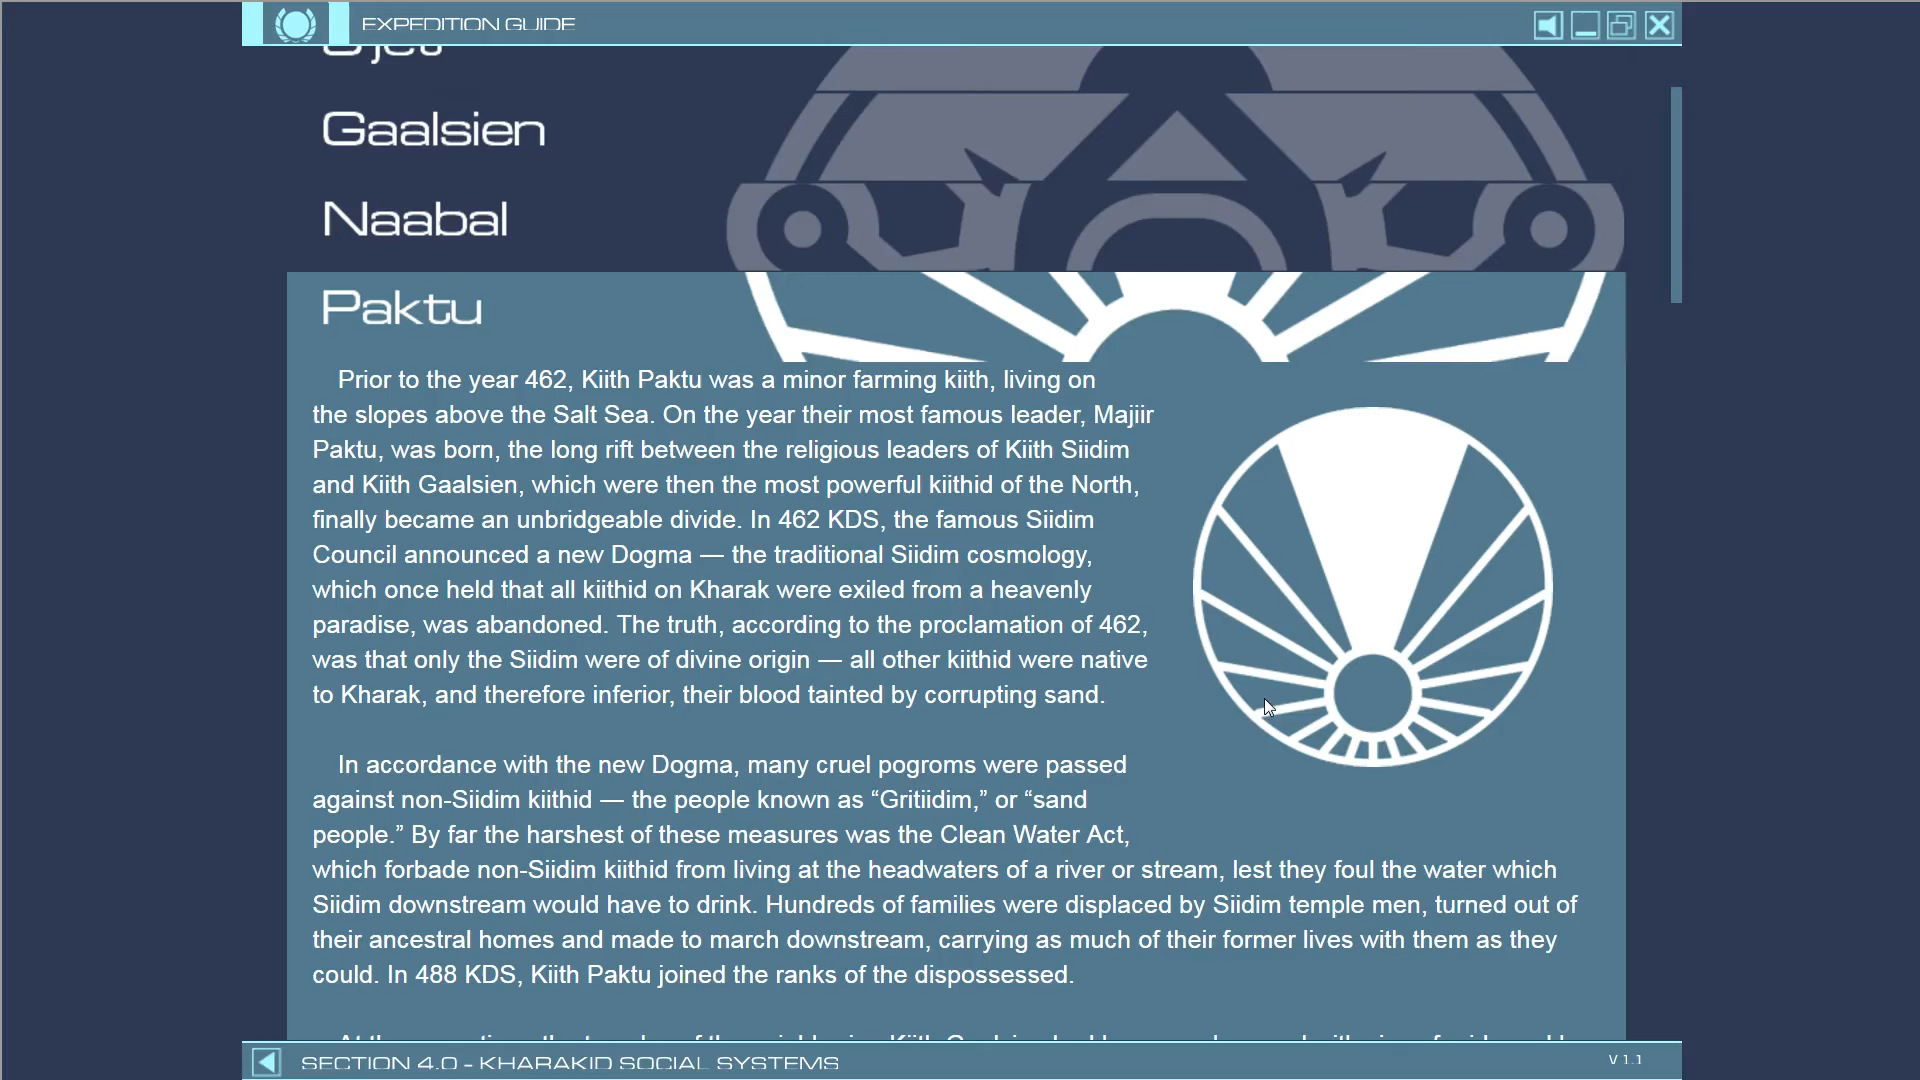 EXPEDITION GUIDE
Gaalsien
Naabal
Paktu
Prior to the year 462, Kiith Paktu was a minor farming kiith, living on
the slopes above the Salt Sea. On the year their most famous leader, Majiir
Paktu, was born, the long rift between the religious leaders of Kiith Siidim
and Kiith Gaalsien, which were then the most powerful kiithid of the North,
finally became an unbridgeable divide. In 462 KDS, the famous Siidim
Council announced a new Dogma — the traditional Siidim cosmology,
which once held that all kiithid on Kharak were exiled from a heavenly
paradise, was abandoned. The truth, according to the proclamation of 462,
was that only the Siidim were of divine origin — all other kiithid were native
to Kharak, and therefore inferior, their blood tainted by corrupting sand.
In accordance with the new Dogma, many cruel pogroms were passed
against non-Siidim kiithid — the people known as “Gritiidim,” or “sand
people.” By far the harshest of these measures was the Clean Water Act,
which forbade non-Siidim kiithid from living at the headwaters of a river or stream, lest they foul the water which
Siidim downstream would have to drink. Hundreds of families were displaced by Siidim temple men, turned out of
their ancestral homes and made to march downstream, carrying as much of their former lives with them as they
could. In 488 KDS, Kiith Paktu joined the ranks of the dispossessed.
SECTION 4.0 - KHARAKID SOCIAL SYSTEMS
V 1.1